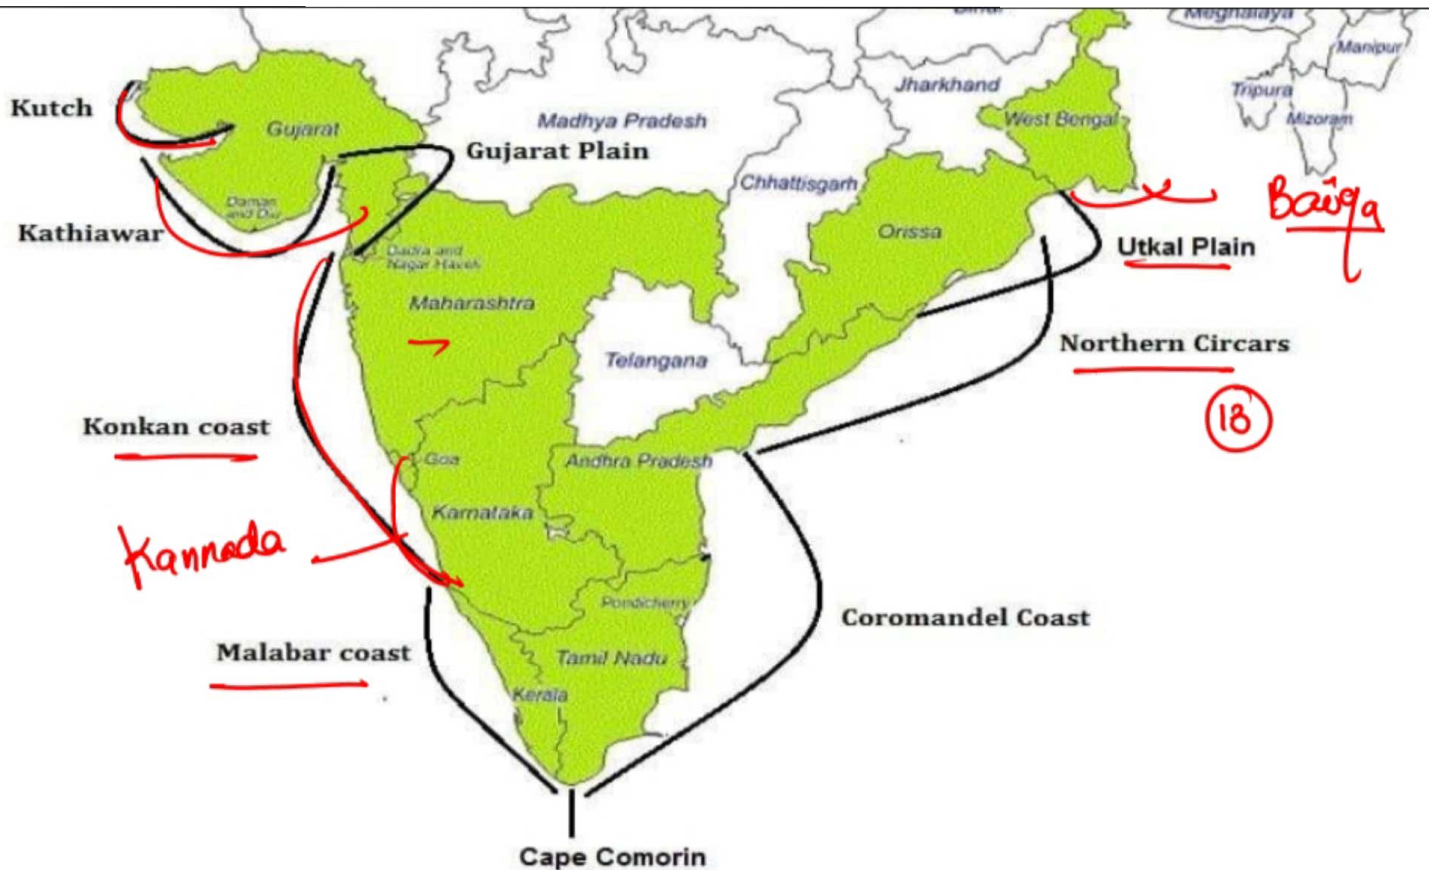 Bihar
Meghalaya
Manipur
Jharkhand
Tripura
Kutch
Gujarat
Madhya Pradesh
West Bengal
Mizoram
Gujarat Plain
Chhattisgarh
Daman
and Diu
Kathiawar
Orissa
Utkal Plain
Dadra and
Nagar Haveli
Maharashtra
Northern Circars
Telangana
18
Konkan coast
Goa
Andhra Pradesh
Karnataka
Kannada
Pondicherry
Coromandel Coast
Malabar coast
Tamil Nadu
Kerala
Cape Comorin